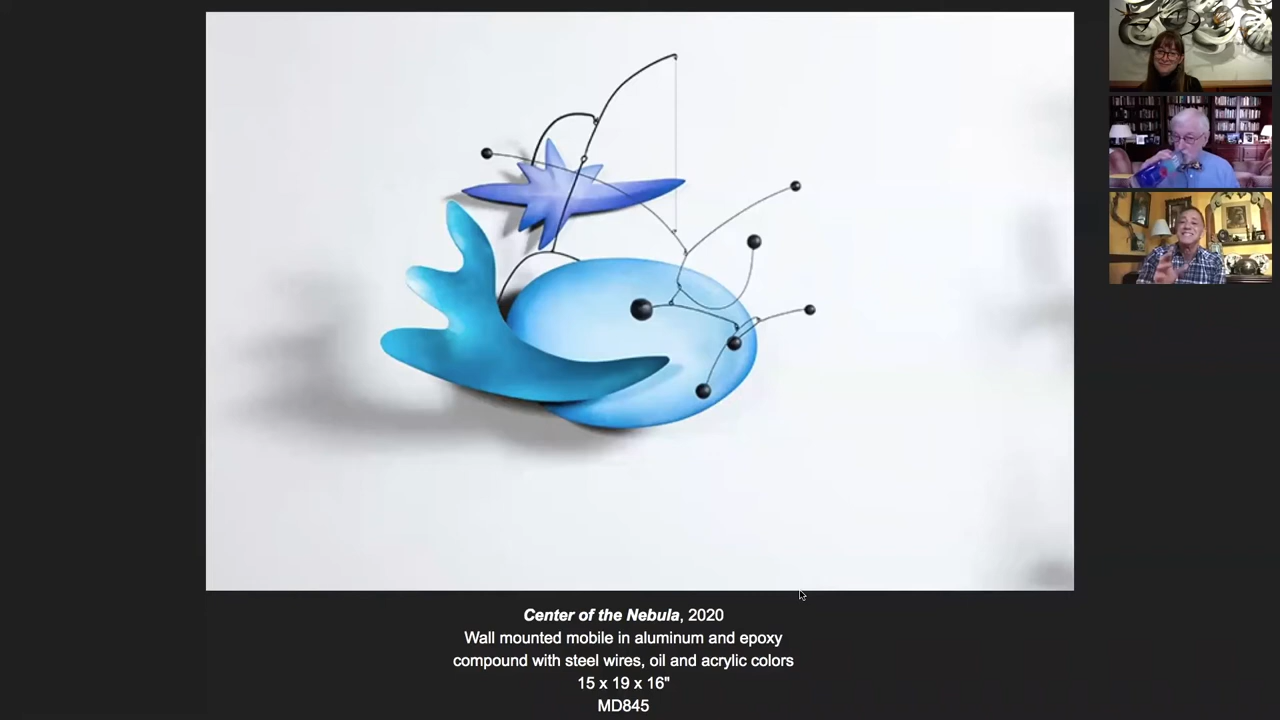 Center of the Nebula, 2020
Wall mounted mobile in aluminum and epoxy
compound with steel wires, oil and acrylic colors
15 x 19 x 16"
MD845